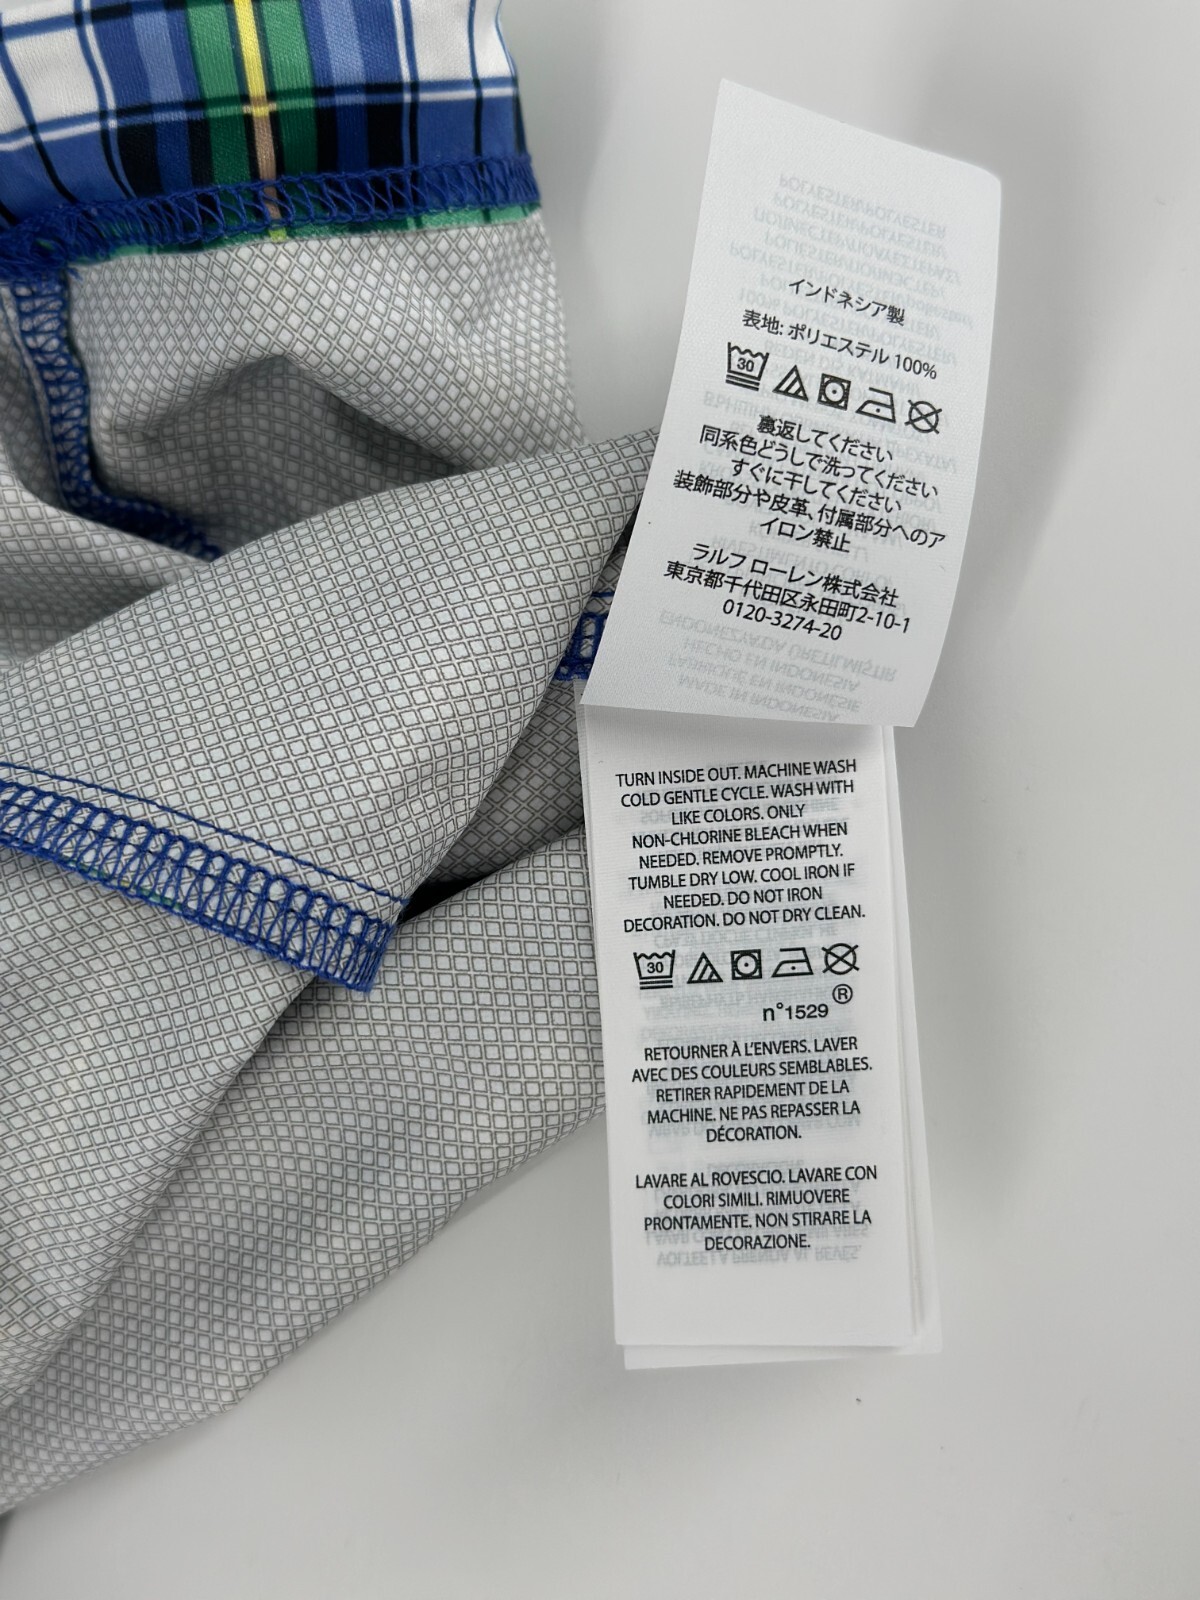 インドネシア製
表地: ポリエステル 100%
30
裏返してください
同系色どうしで洗ってください
すぐに干してください
装飾部分や皮革、付属部分へのア
イロン禁止
ラルフ ローレン株式会社
東京都千代田区永田町2-10-1
0120-3274-20
TURN INSIDE OUT. MACHINE WASH
COLD GENTLE CYCLE. WASH WITH
LIKE COLORS. ONLY
NON-CHLORINE BLEACH WHEN
NEEDED. REMOVE PROMPTLY.
TUMBLE DRY LOW. COOL IRON IF
NEEDED. DO NOT IRON
DECORATION. DO NOT DRY CLEAN.
30
n°1529®
RETOURNER À L'ENVERS. LAVER
AVEC DES COULEURS SEMBLABLES.
RETIRER RAPIDEMENT DE LA
MACHINE. NE PAS REPASSER LA
DÉCORATION.
LAVARE AL ROVESCIO. LAVARE CON
COLORI SIMILI. RIMUOVERE
PRONTAMENTE. NON STIRARE LA
DECORAZIONE.